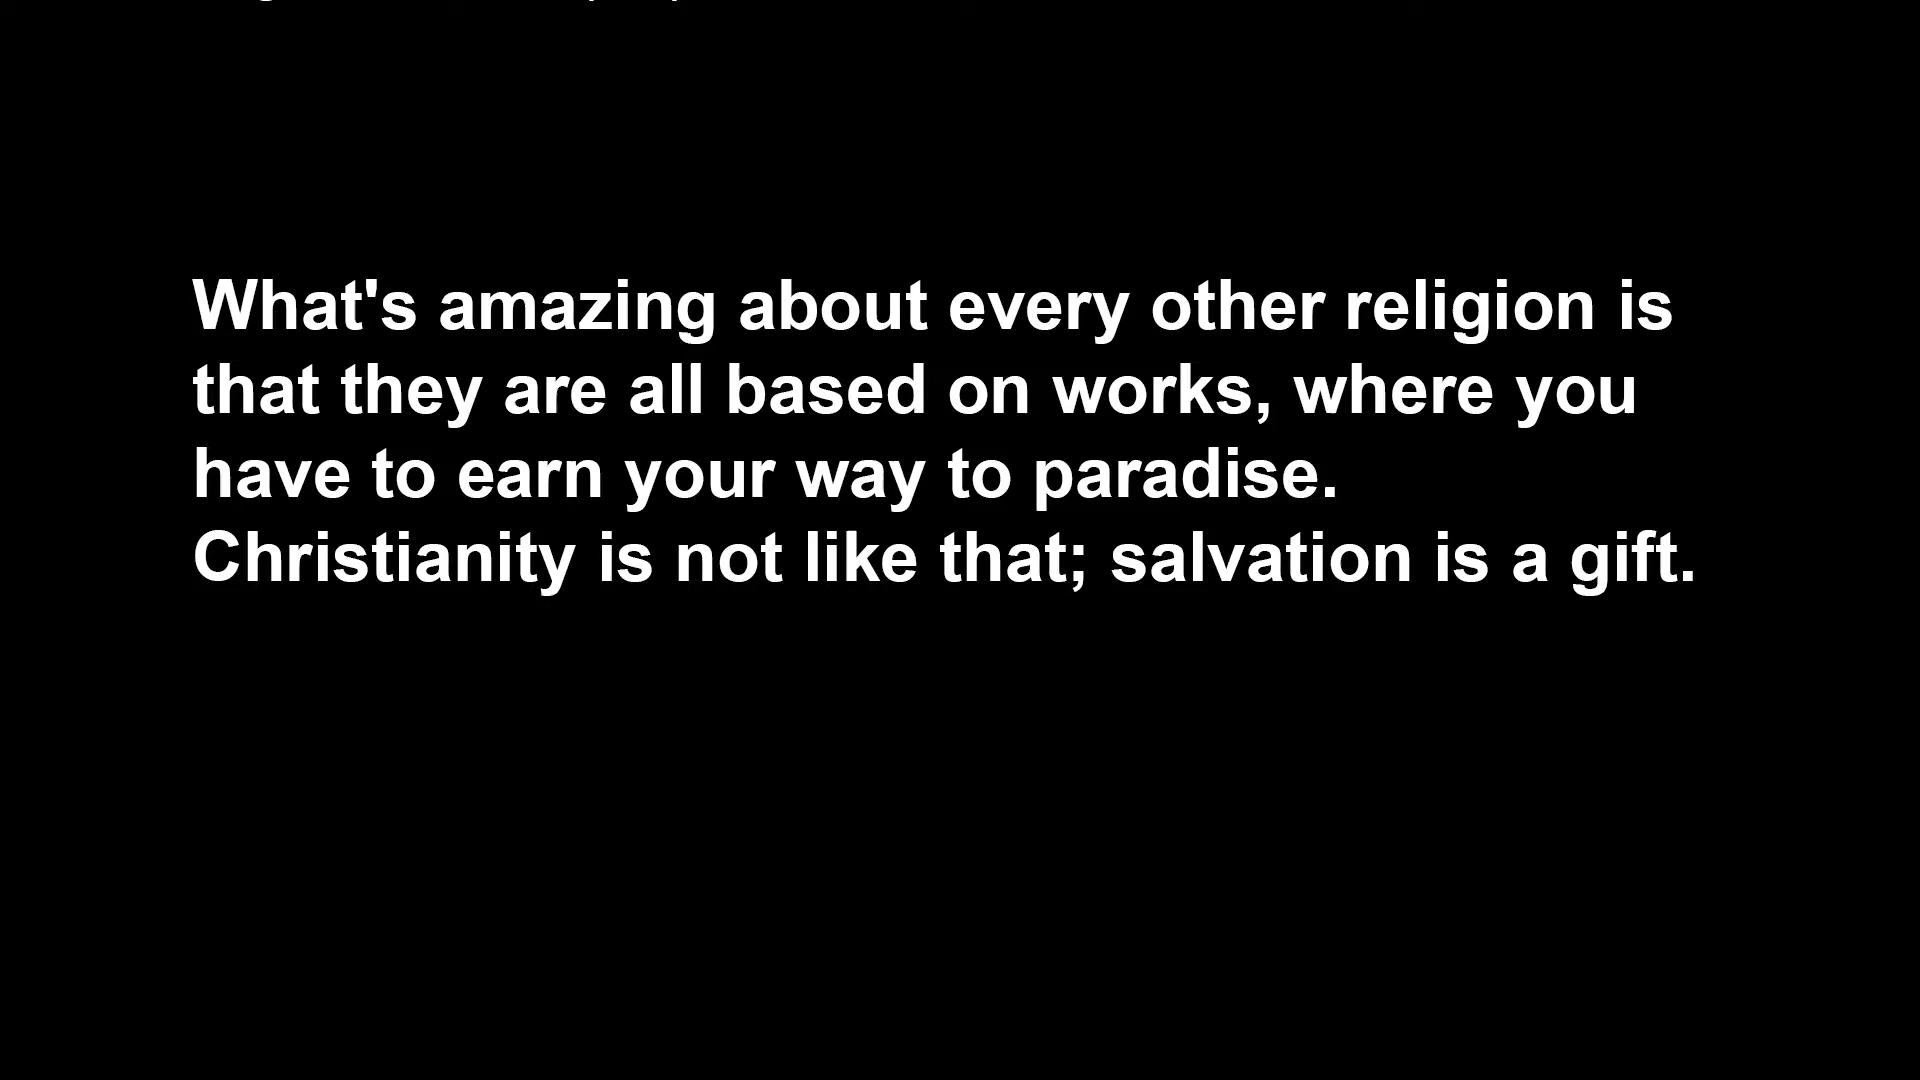 What's amazing about every other religion is
that they are all based on works, where you
have to earn your way to paradise.
Christianity is not like that; salvation is a gift.